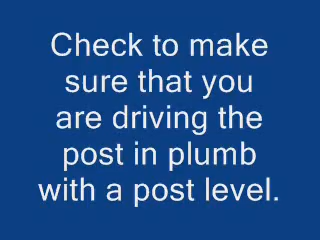 Check to make
sure that you
are driving the
post in plumb
with a post level.